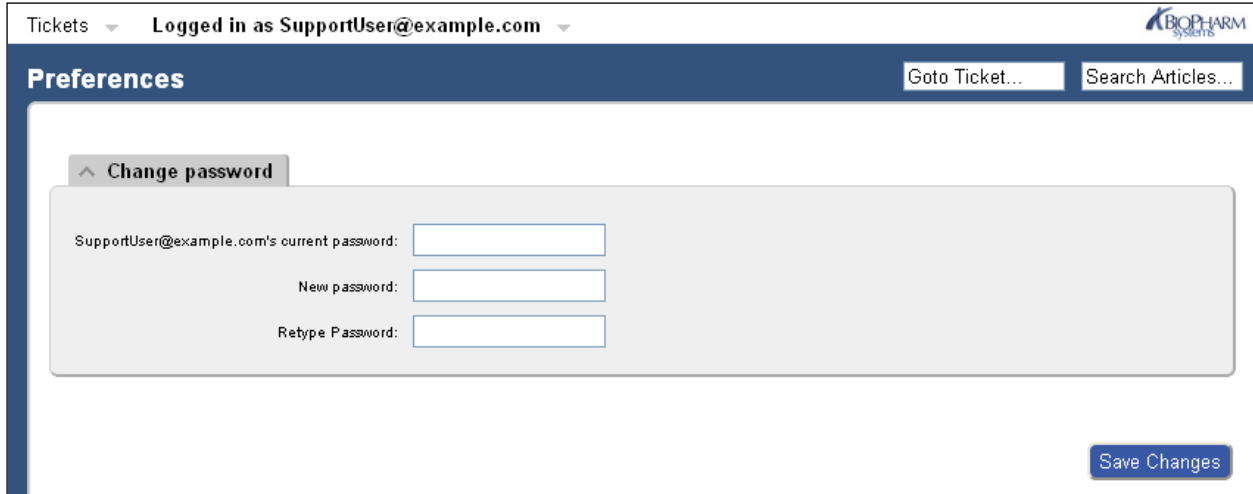 Tickets Logged in as SupportUser@example.com BIOPHARM
systems
Preferences Goto Ticket... Search Articles...
Change password
SupportUser@example.com's current password:
New password:
Retype Password:
Save Changes